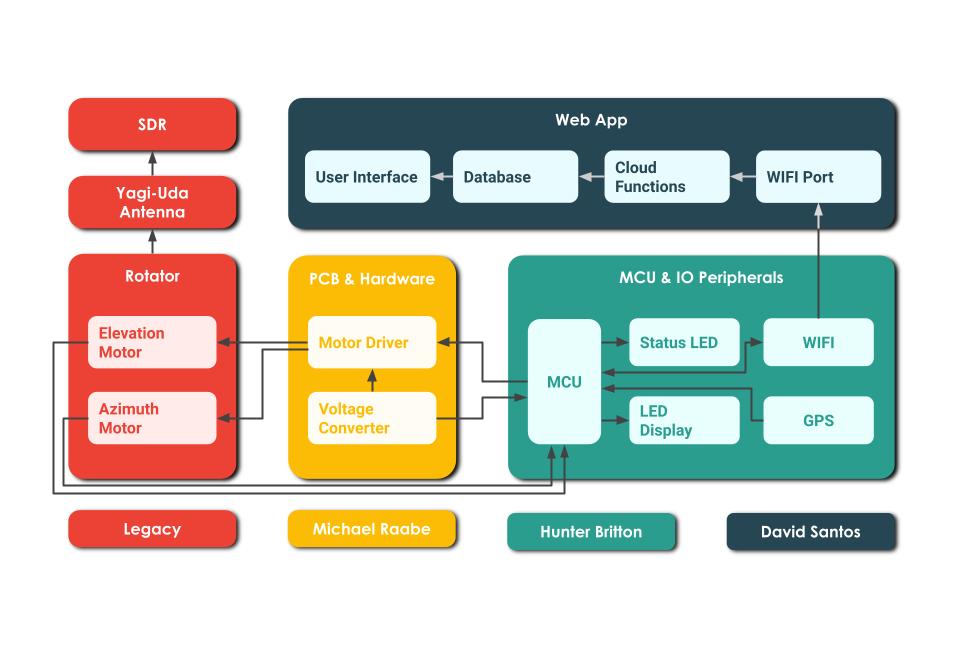 SDR
Yagi-Uda
Antenna
Rotator
Elevation
Motor
Azimuth
Motor
Web App
User Interface
Database
Cloud
Functions
WIFI Port
PCB & Hardware
Motor Driver
Voltage
Converter
MCU & IO Peripherals
MCU
Status LED
WIFI
LED
Display
GPS
Legacy
Michael Raabe
Hunter Britton
David Santos